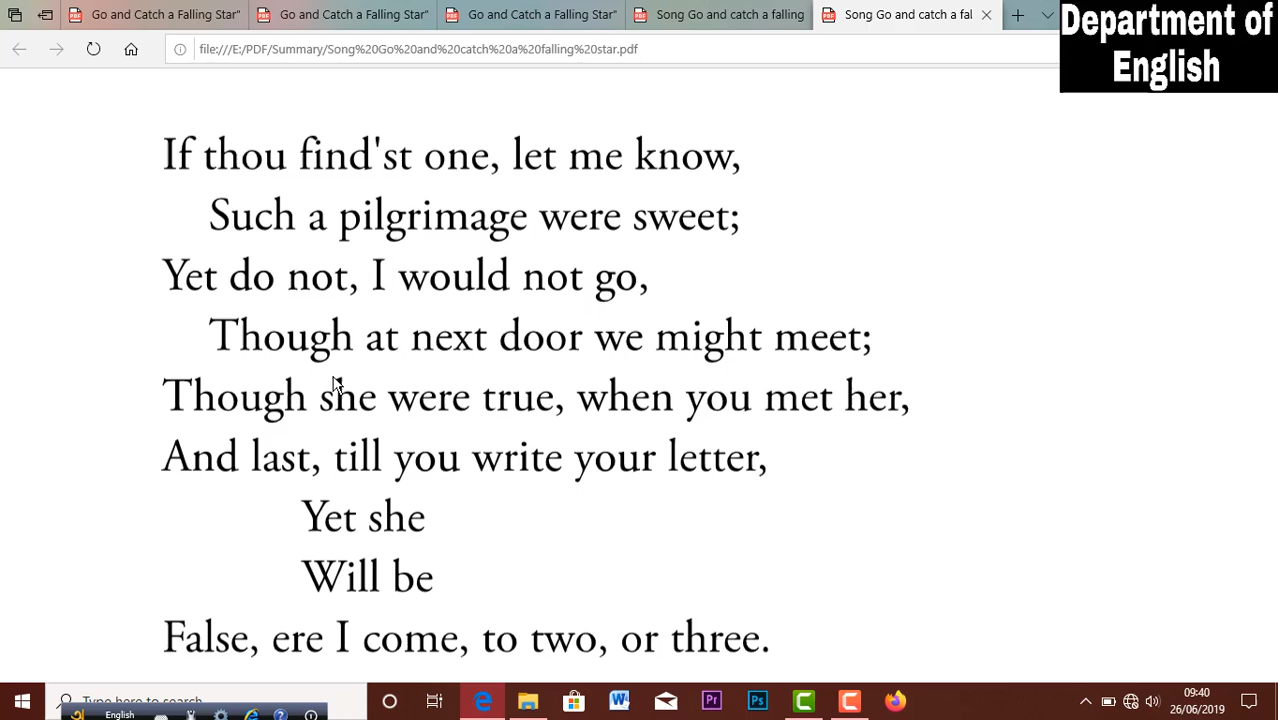 Go and Catch a Falling Star"
Go and Catch a Falling Star"
Go and Catch a Falling Star"
Song Go and catch a falling
Song Go and catch a fal
Department of
English
file:///E:/PDF/Summary/Song%20Go%20and%20catch%20a%20falling%20star.pdf
If thou find'st one, let me know,
Such a pilgrimage were sweet;
Yet do not, I would not go,
Though at next door we might meet;
Though she were true, when you met her,
And last, till you write your letter,
Yet she
Will be
False, ere I come, to two, or three.
Type here to search
English
09:40
26/06/2019